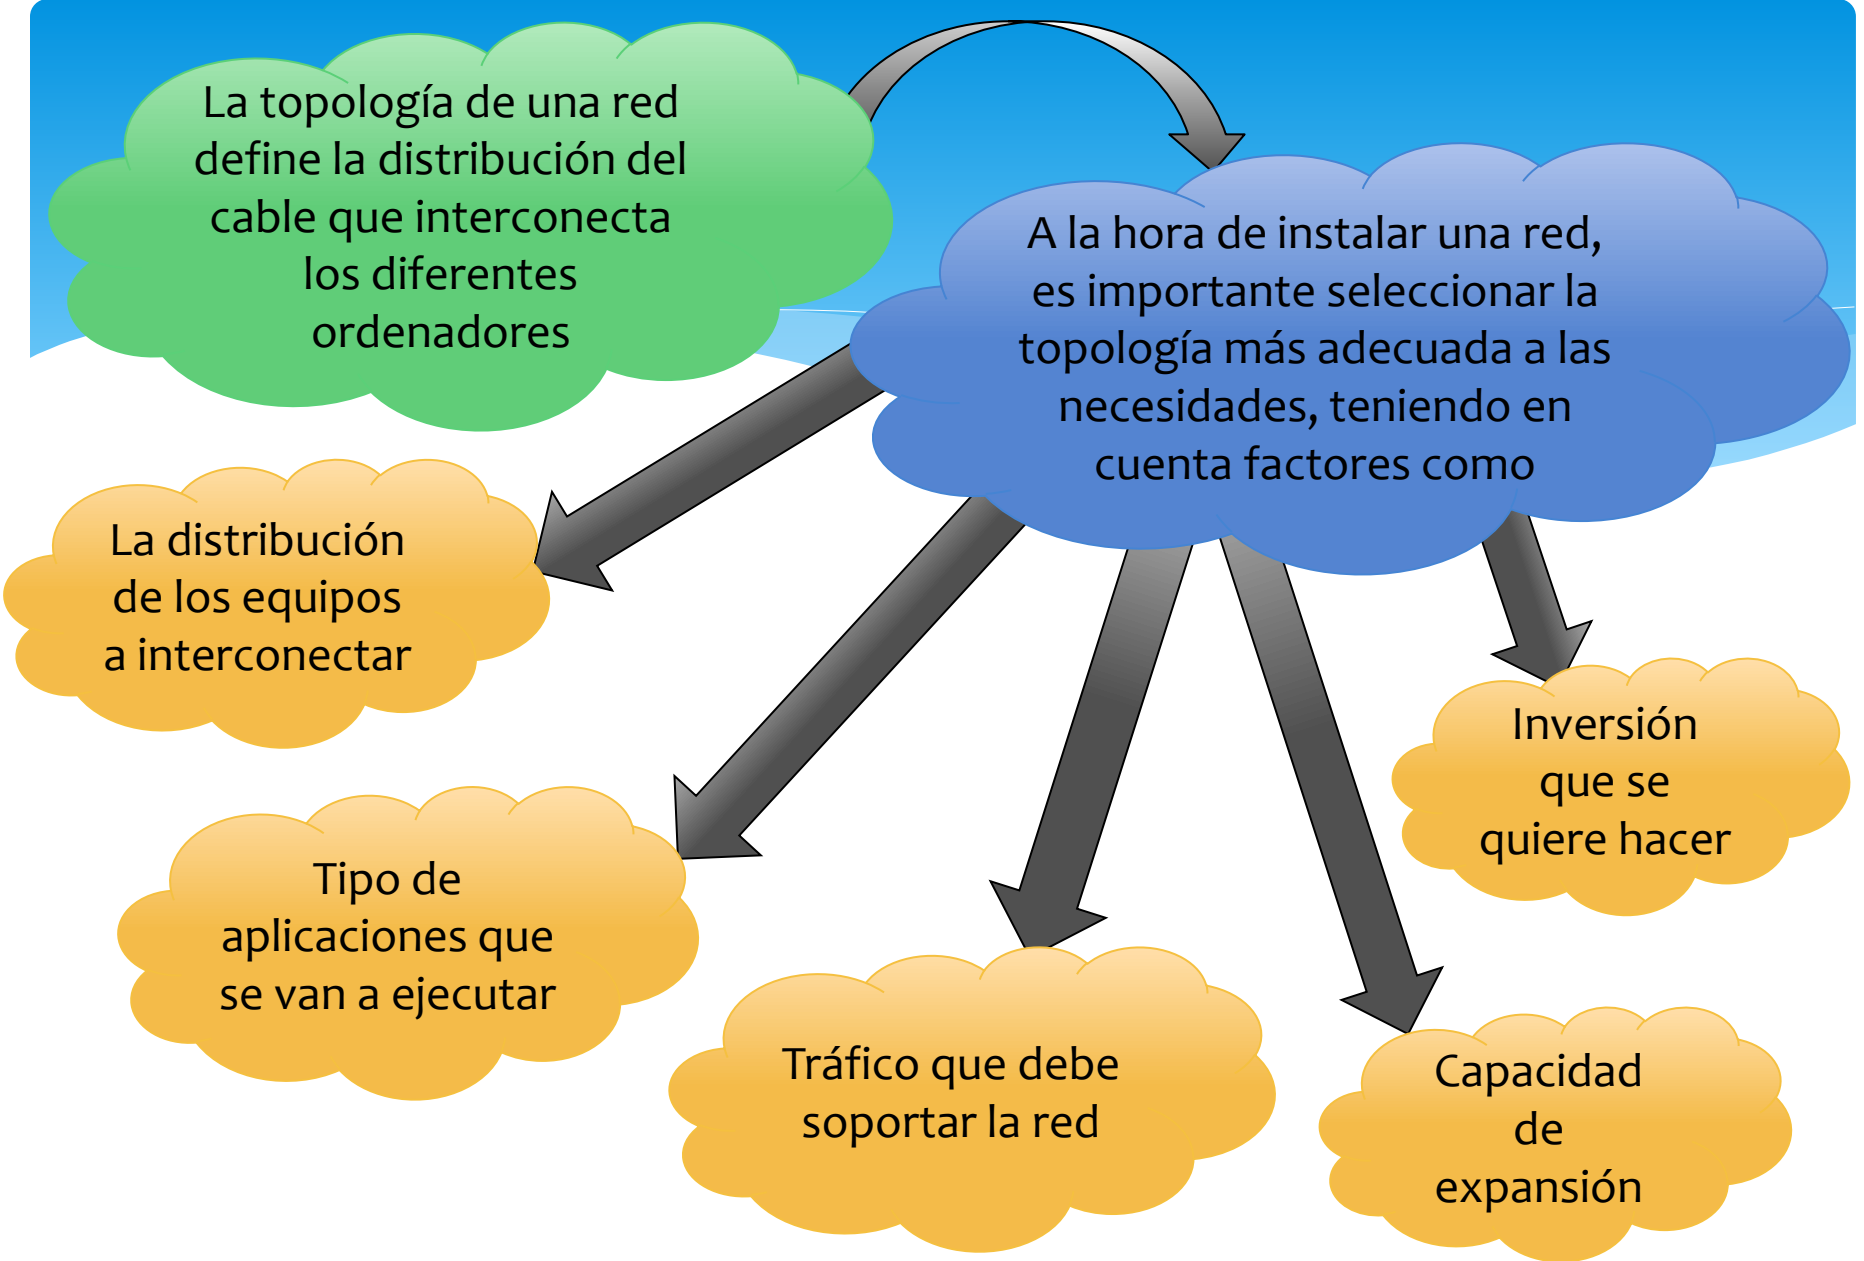 La topología de una red
define la distribución del
cable que interconecta
los diferentes
ordenadores
A la hora de instalar una red,
es importante seleccionar la
topología más adecuada a las
necesidades, teniendo en
cuenta factores como
La distribución
de los equipos
a interconectar
Tipo de
aplicaciones que
se van a ejecutar
Tráfico que debe
soportar la red
Capacidad
de
expansión
Inversión
que se
quiere hacer